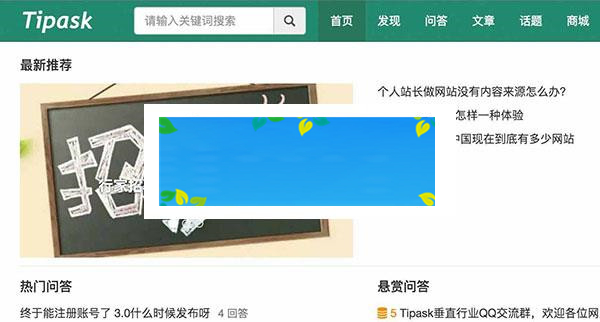 Tipask
请输入关键词搜索
首页 发现 问答 文章 话题 商城
最新推荐
个人站长做网站没有内容来源怎么办?
怎样一种体验
国现在到底有多少网站
招
行家招
热门问答
悬赏问答
终于能注册账号了 3.0什么时候发布呀 4 回答
5 Tipask垂直行业QQ交流群，欢迎各位网